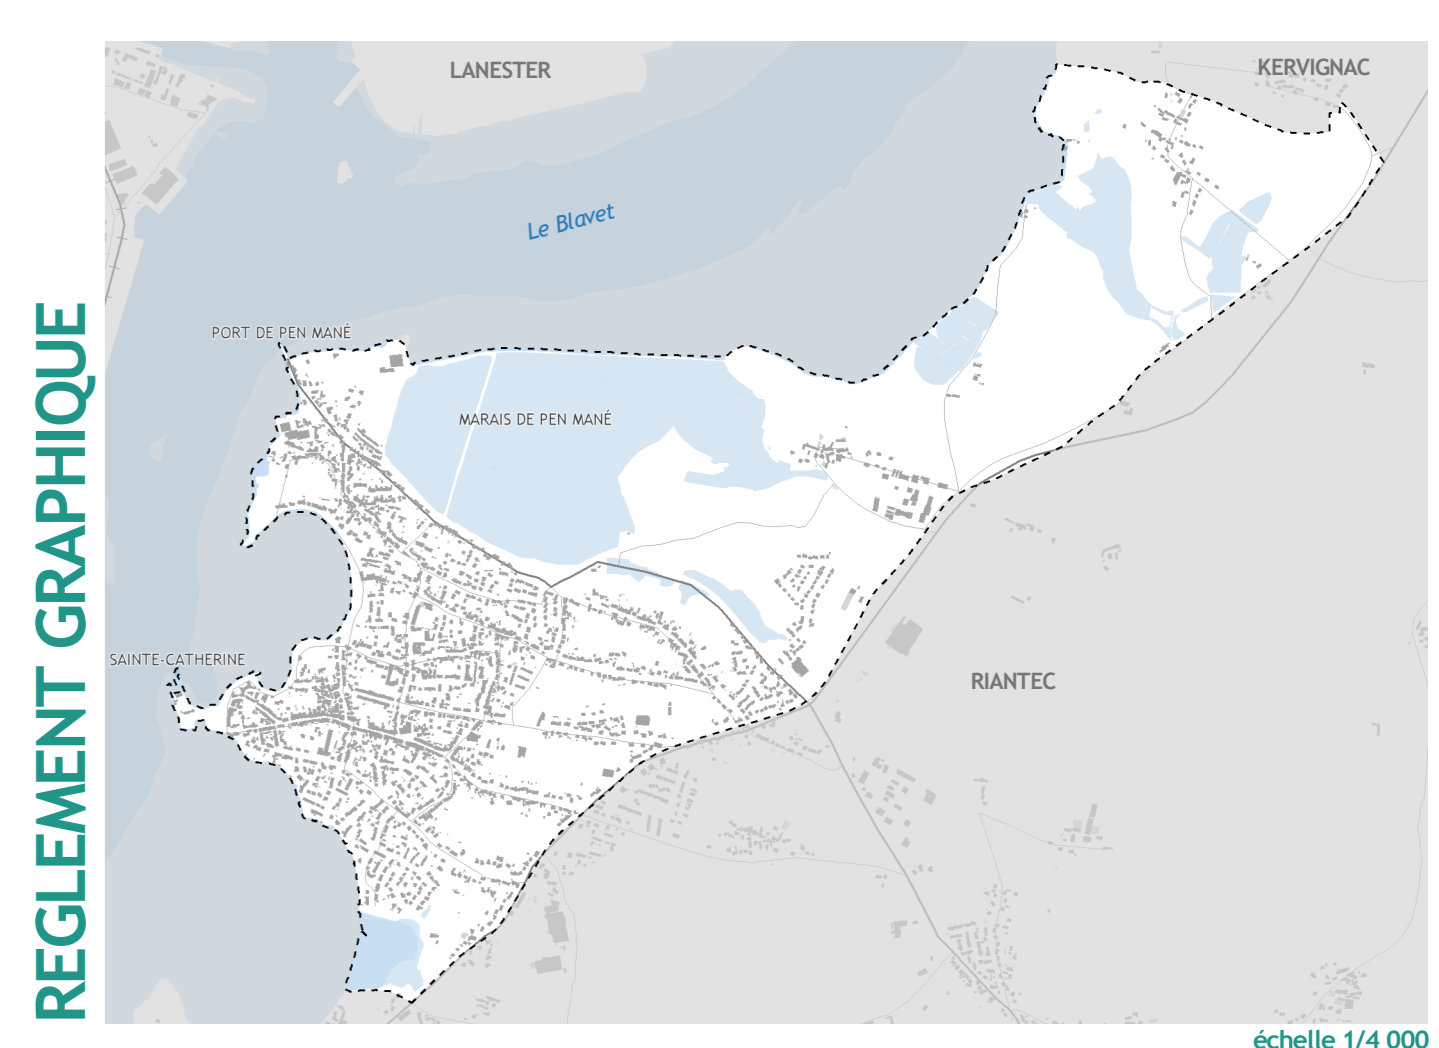 REGLEMENT GRAPHIQUE
LANESTER
KERVIGNAC
Le Blavet
PORT DE PEN MANÉ
MARAIS DE PEN MANÉ
SAINTE-CATHERINE
RIANTEC
échelle 1/4 000